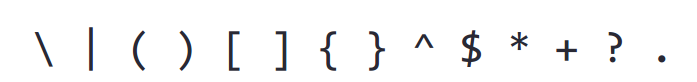 \ | ( ) [ ] { } ^ $ * + ? .